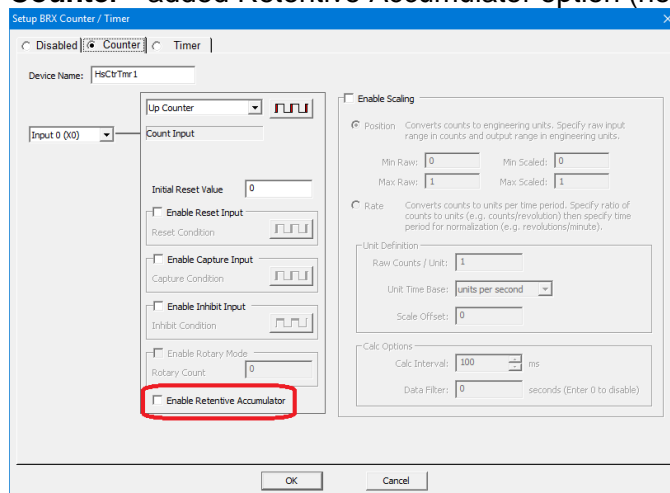 Counter – added Retentive Accumulator option
Setup BRX Counter / Timer
Disabled Counter Timer
Device Name: HsCtrTmr1
Up Counter
Input 0 (X0)
Count Input
Initial Reset Value 0
Enable Reset Input
Reset Condition
Enable Capture Input
Capture Condition
Enable Inhibit Input
Inhibit Condition
Enable Rotary Mode
Rotary Count 0
Enable Retentive Accumulator
Enable Scaling
Position Converts counts to engineering units. Specify raw input
range in counts and output range in engineering units.
Min Raw: 0 Min Scaled: 0
Max Raw: 1 Max Scaled: 1
Rate Converts counts to units per time period. Specify ratio of
counts to units (e.g. counts/revolution) then specify time
period for normalization (e.g. revolutions/minute).
Unit Definition
Raw Counts / Unit: 1
Unit Time Base: units per second
Scale Offset: 0
Calc Options
Calc Interval: 100 ms
Data Filter: 0 seconds (Enter 0 to disable)
OK Cancel